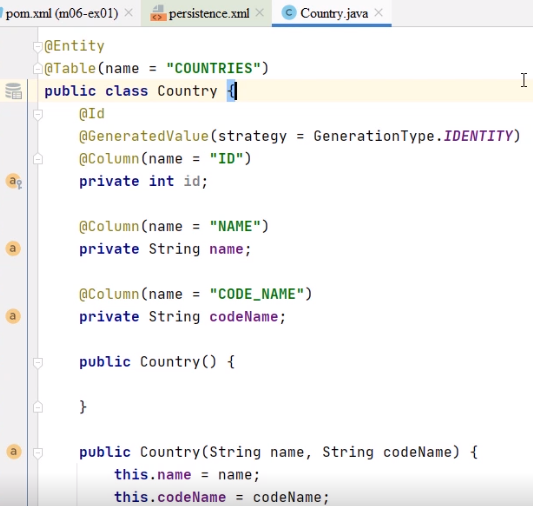 pom.xml (m06-ex01) × persistence.xml × Country.java ×
@Entity
@Table(name = "COUNTRIES")
public class Country {
@Id
@GeneratedValue(strategy = GenerationType.IDENTITY)
@Column(name = "ID")
private int id;
@Column(name = "NAME")
private String name;
@Column(name = "CODE_NAME")
private String codeName;
public Country() {
}
public Country(String name, String codeName) {
this.name = name;
this.codeName = codeName;